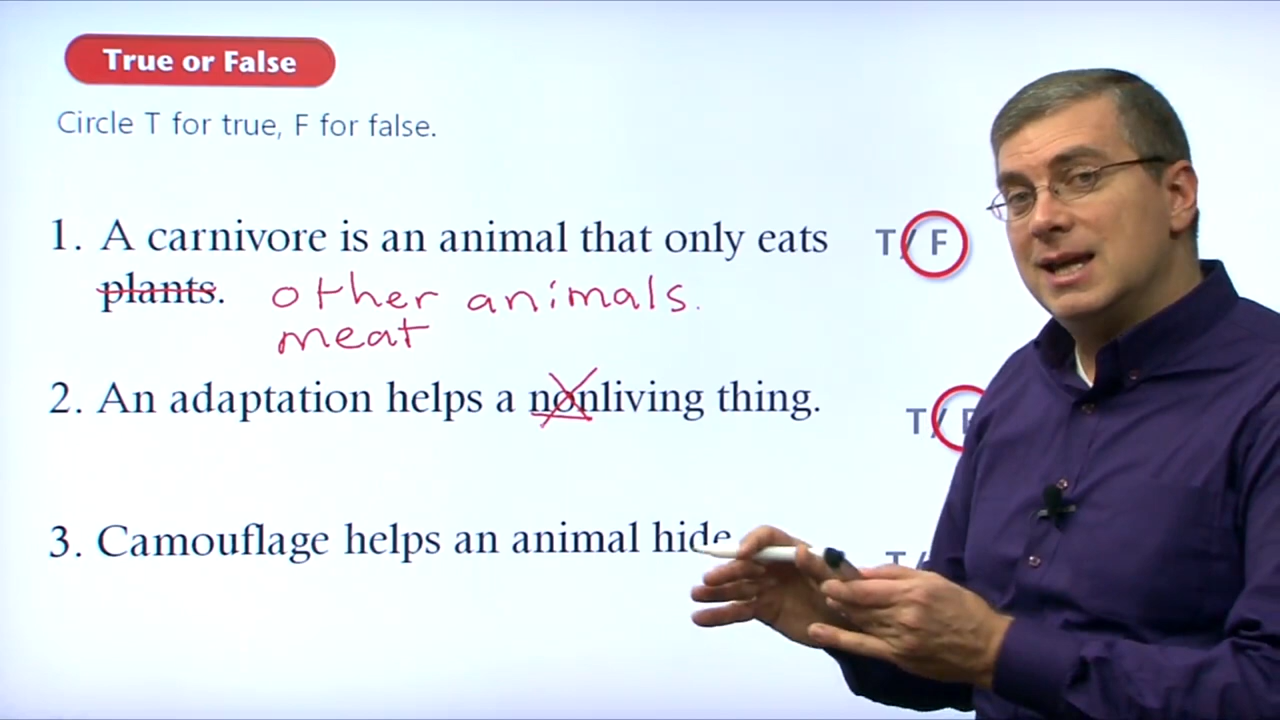 True or False
Circle T for true, F for false.
1. A carnivore is an animal that only eats T/ F
plants. other animals.
meat
2. An adaptation helps a nonliving thing. T/
3. Camouflage helps an animal hide T/